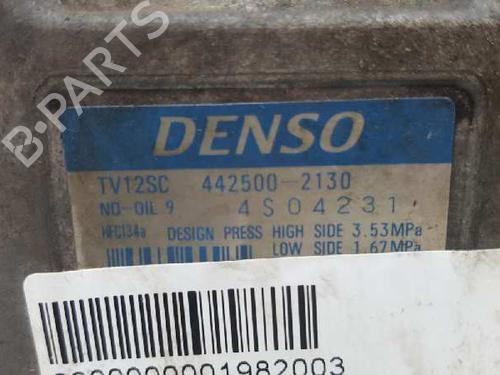 B-PARTS
DENSO
TV12SC 442500-2130
ND-OIL 9 4S04231
HFC134a DESIGN PRESS HIGH SIDE 3.53MPa
LOW SIDE 1.67MPa